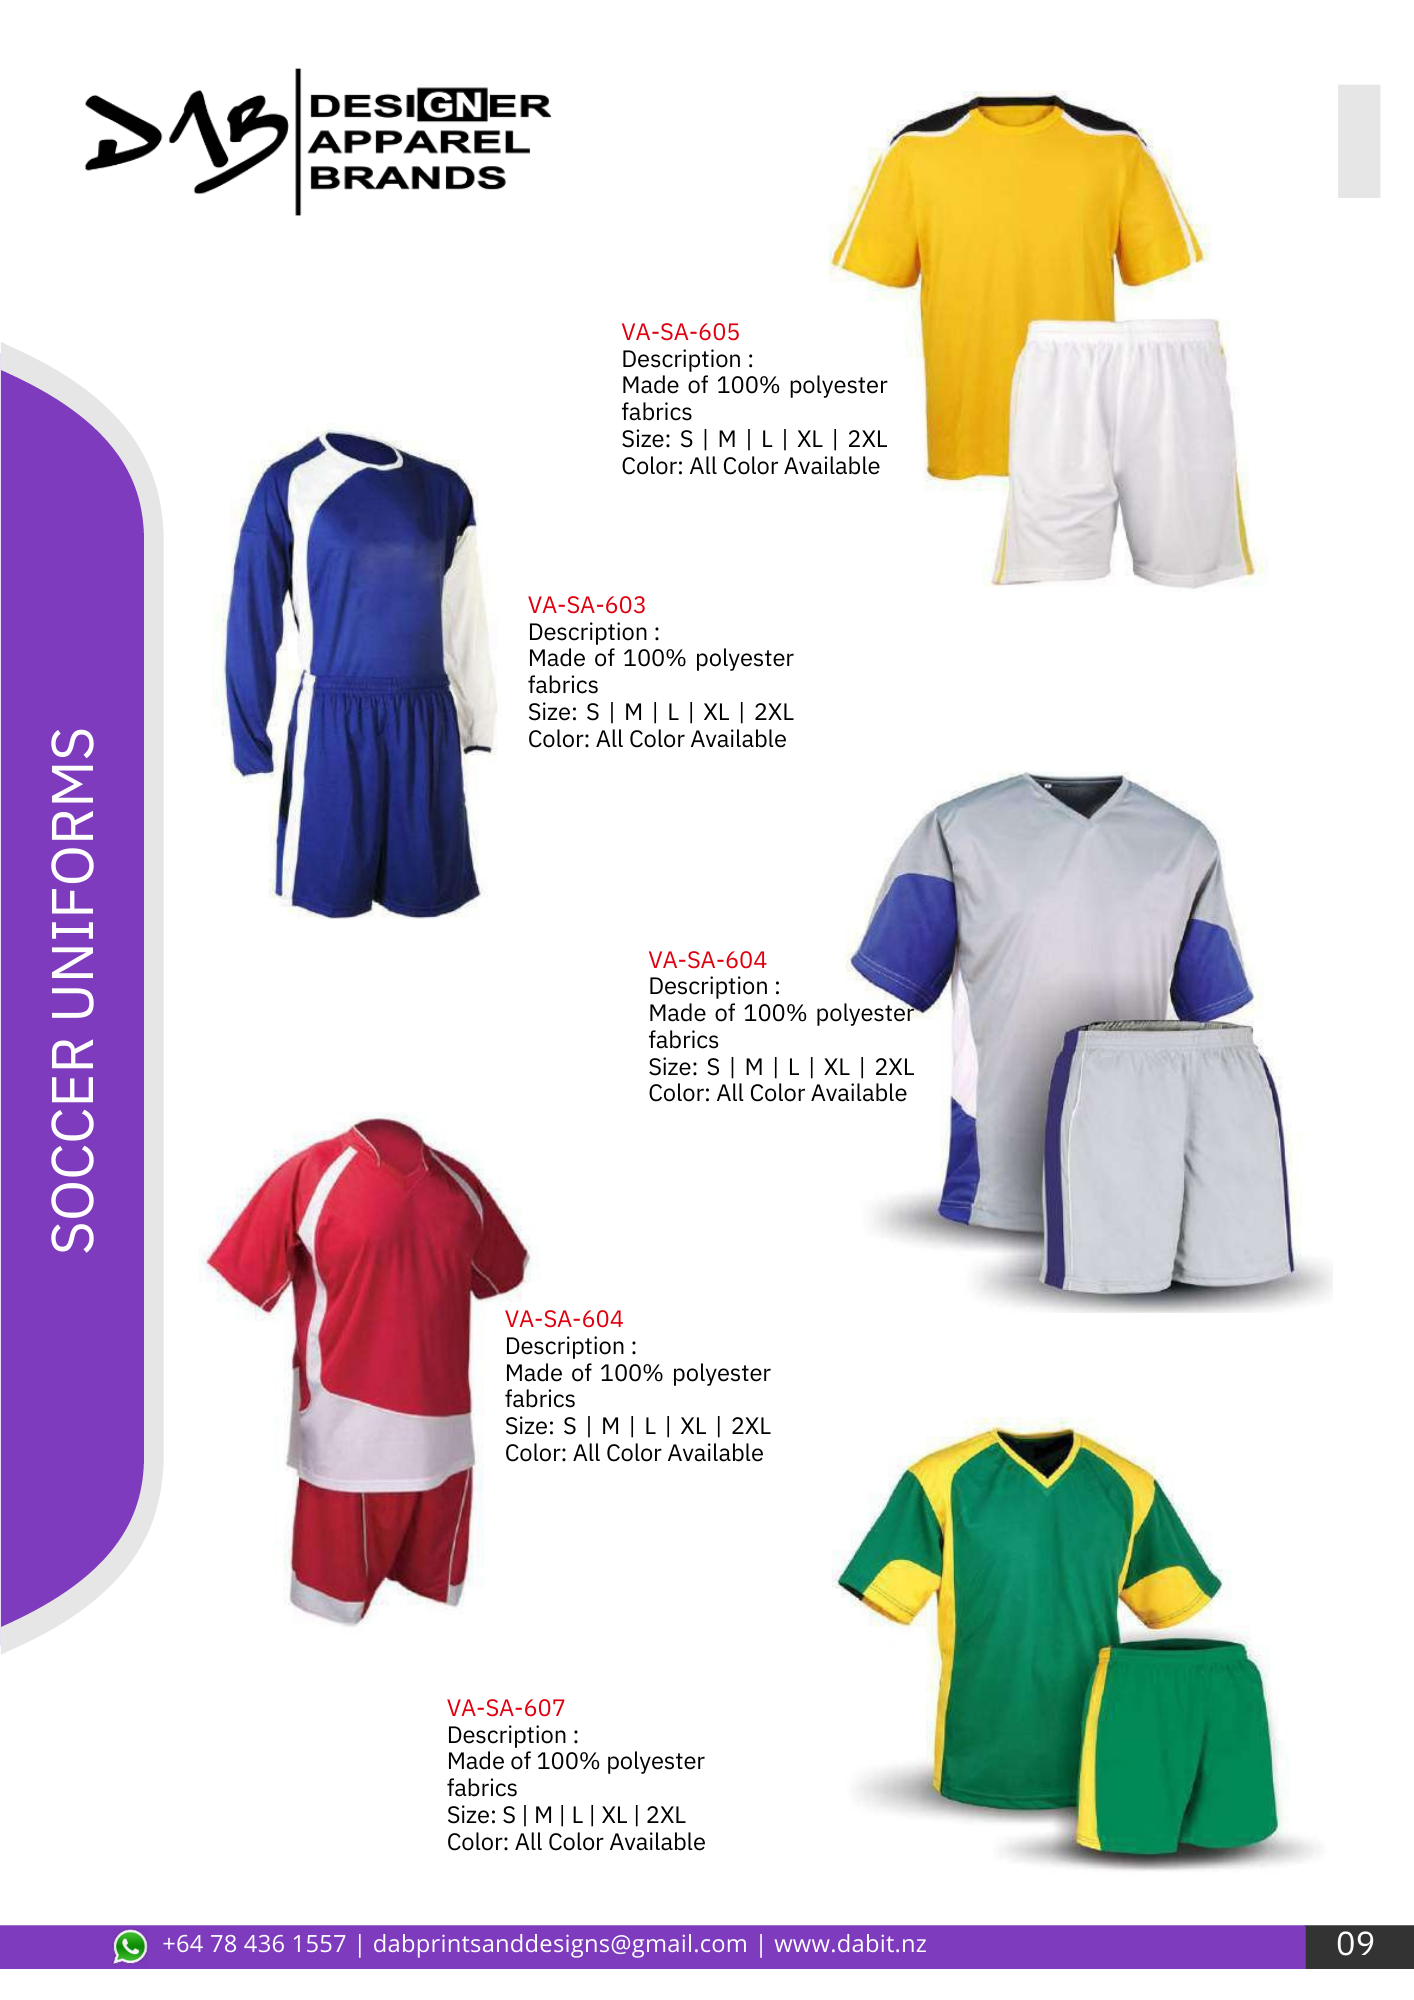 DAB
DESIGNER
APPAREL
BRANDS
VA-SA-605
Description :
Made of 100% polyester
fabrics
Size: S | M | L | XL | 2XL
Color: All Color Available
VA-SA-603
Description :
Made of 100% polyester
fabrics
Size: S | M | L | XL | 2XL
Color: All Color Available
SOCCER UNIFORMS
VA-SA-604
Description :
Made of 100% polyester
fabrics
Size: S | M | L | XL | 2XL
Color: All Color Available
VA-SA-604
Description :
Made of 100% polyester
fabrics
Size: S | M | L | XL | 2XL
Color: All Color Available
VA-SA-607
Description :
Made of 100% polyester
fabrics
Size: S | M | L | XL | 2XL
Color: All Color Available
+64 78 436 1557 | dabprintsanddesigns@gmail.com | www.dabit.nz
09